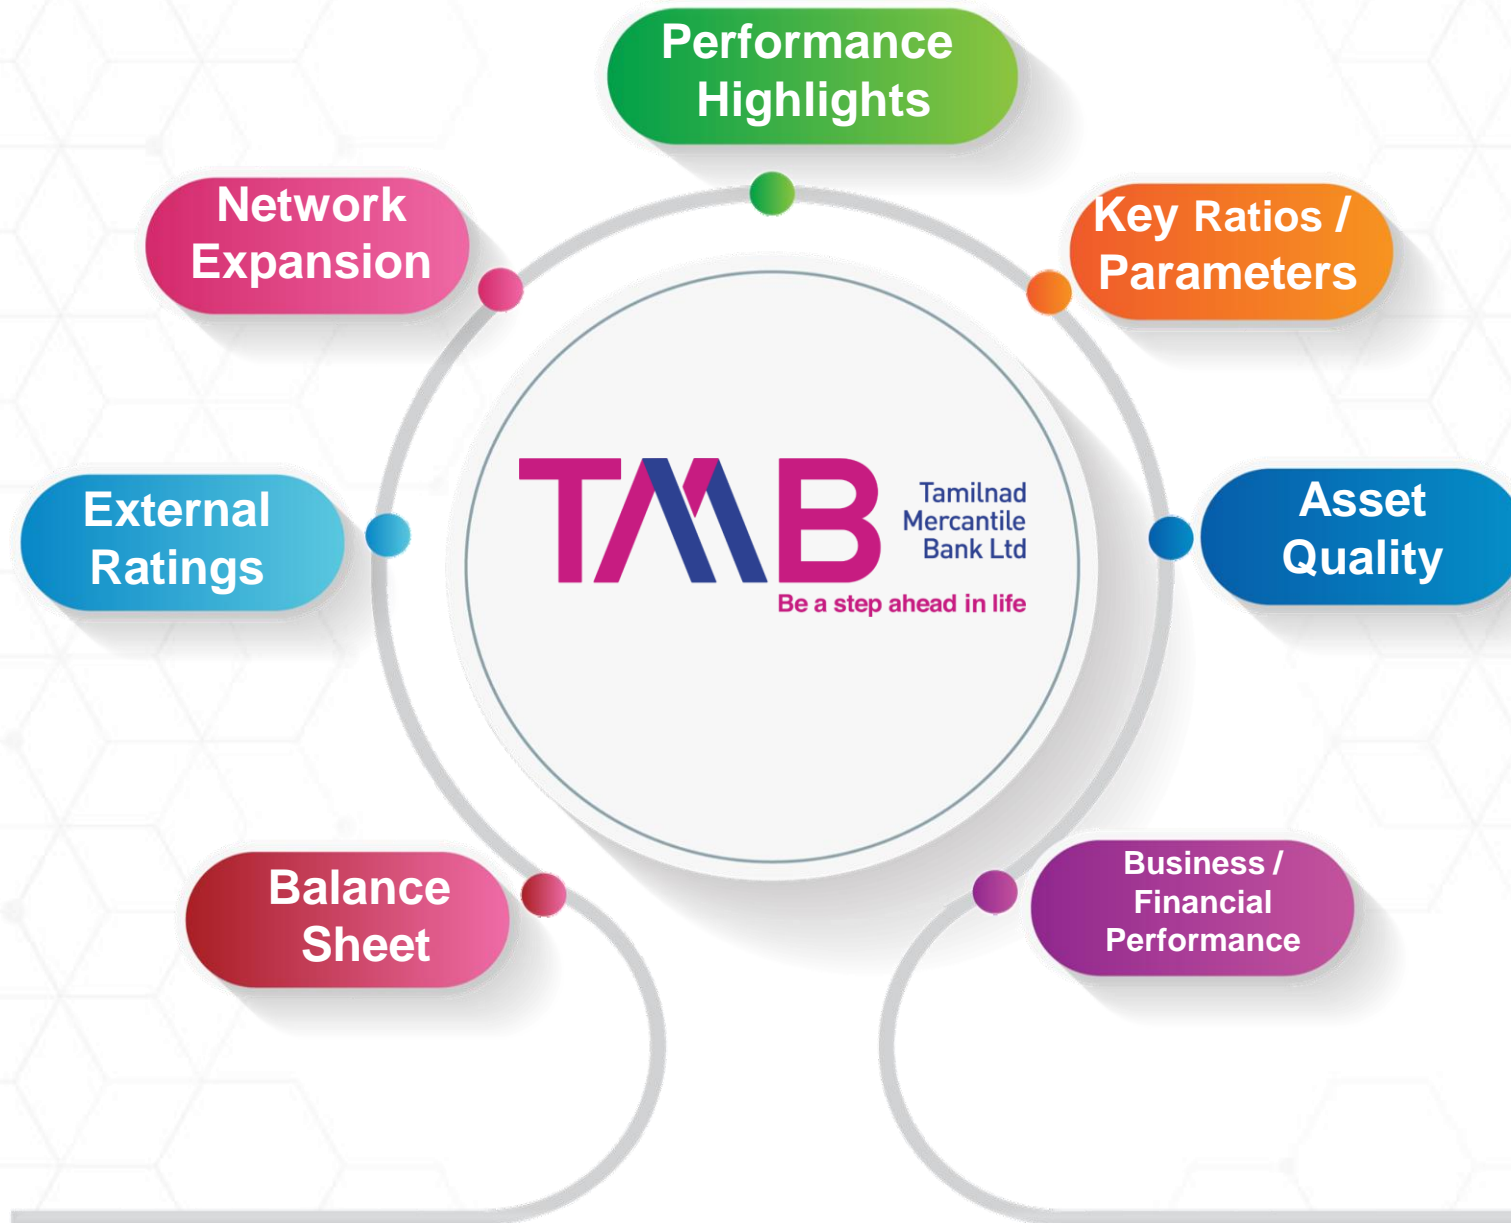 Performance
Highlights
Network
Expansion
Key Ratios /
Parameters
External
Ratings
TMB
Tamilnad
Mercantile
Bank Ltd
Be a step ahead in life
Asset
Quality
Balance
Sheet
Business /
Financial
Performance